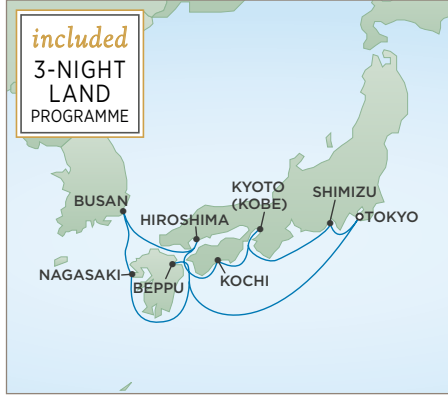 included
3-NIGHT
LAND
PROGRAMME
KYOTO
(KOBE)
SHIMIZU
TOKYO
BUSAN
HIROSHIMA
NAGASAKI
BEPPU
KOCHI